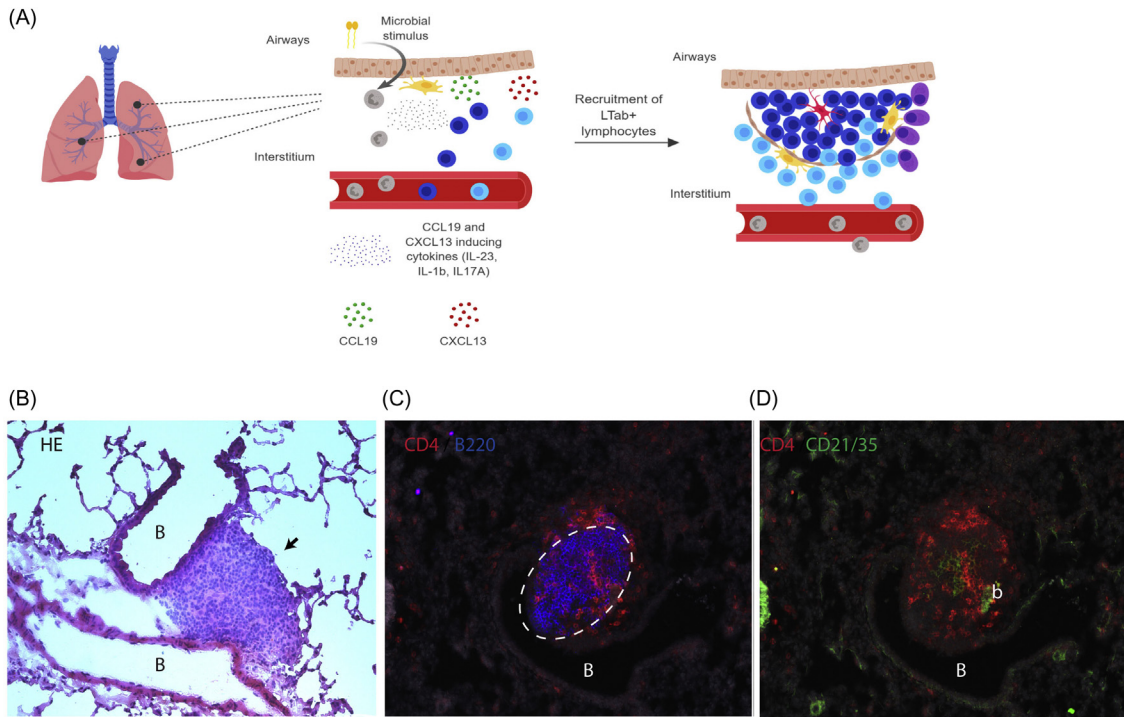 (A)
Microbial
stimulus
Airways
Interstitium
Recruitment of
LTab+
lymphocytes
Airways
Interstitium
CCL19 and
CXCL13 inducing
cytokines (IL-23,
IL-1b, IL17A)
CCL19
CXCL13
(B)
HE
B
B
(C)
CD4 B220
B
(D)
CD4 CD21/35
b
B